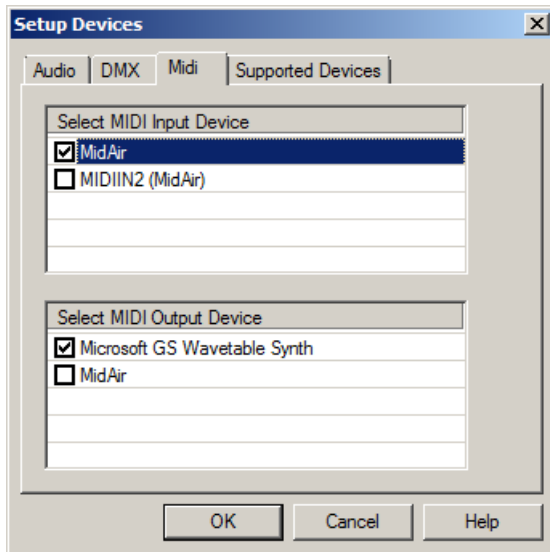 Setup Devices
Audio DMX Midi Supported Devices
Select MIDI Input Device
MidAir
MIDIIN2 (MidAir)
Select MIDI Output Device
Microsoft GS Wavetable Synth
MidAir
OK Cancel Help